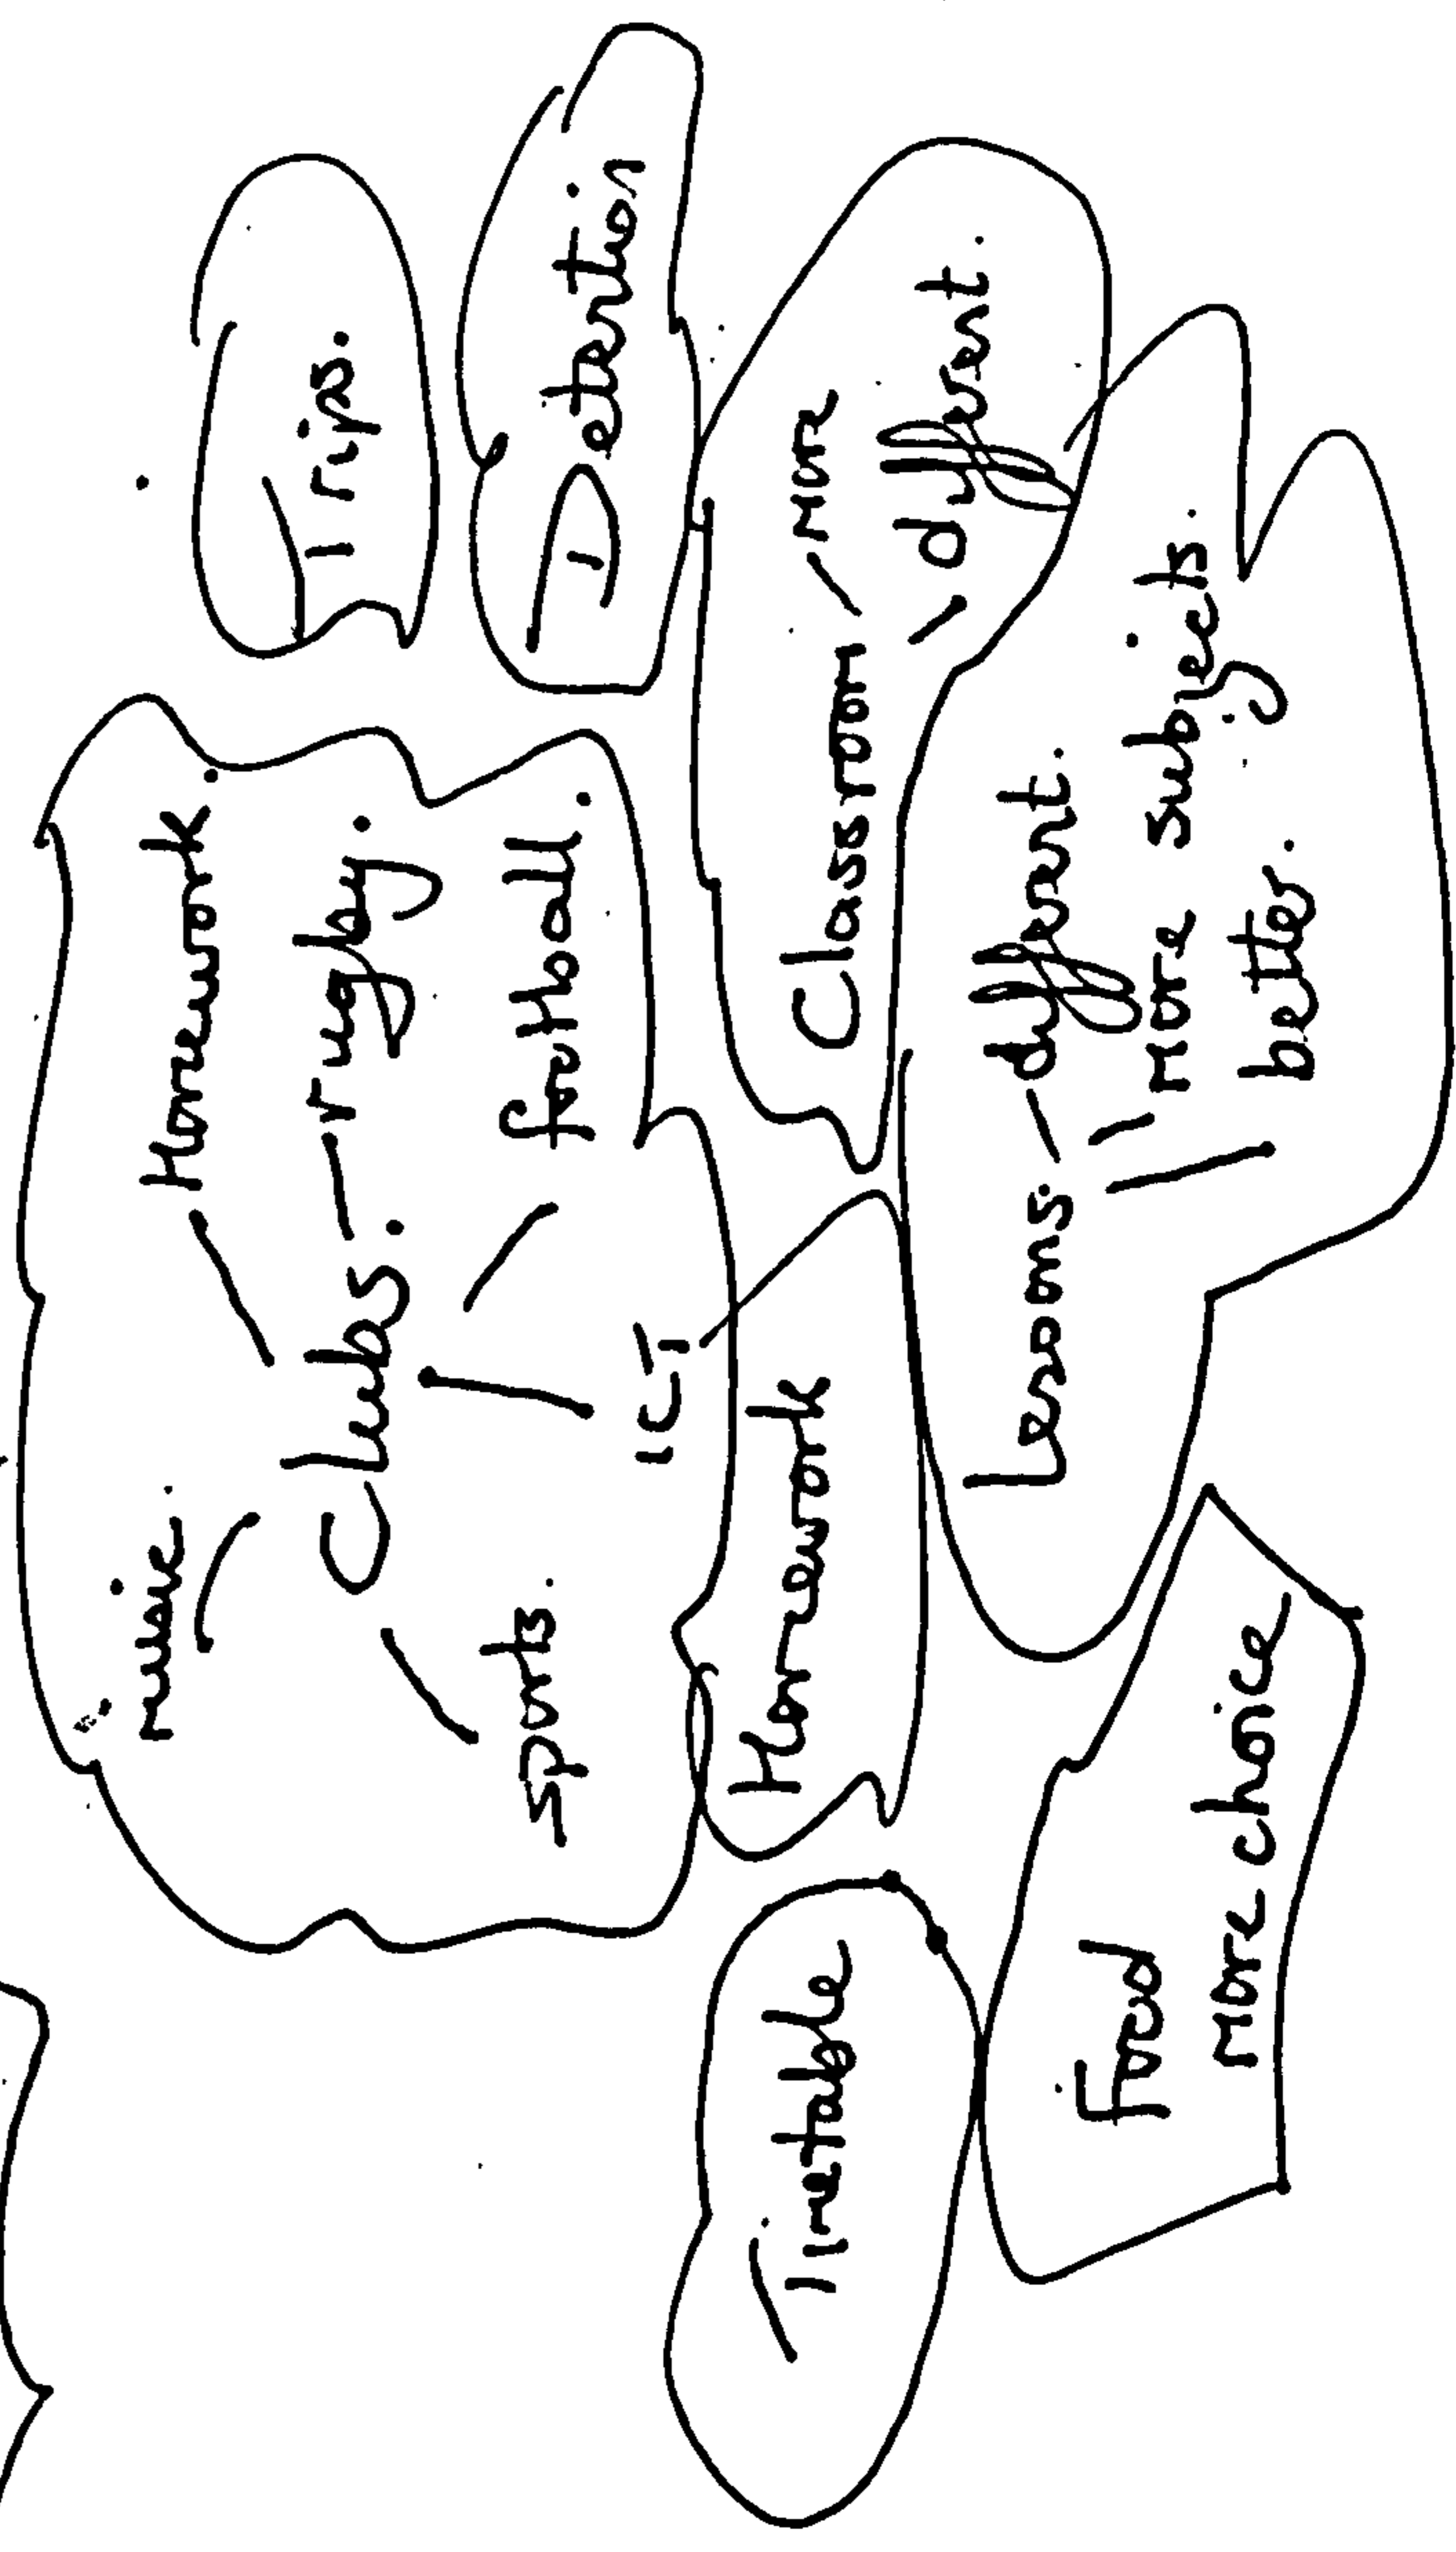 music.
Homework.
Clubs.
rugby.
sports.
football.
ICT
Trips.
Detention
Timetable
Homework
Classroom
more
different.
Food
more choice
Lessons.
different.
more subjects.
better.